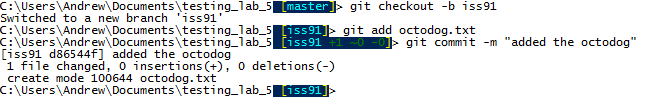 C:\Users\Andrew\Documents\testing_lab_5 [master]> git checkout -b iss91
Switched to a new branch 'iss91'
C:\Users\Andrew\Documents\testing_lab_5 [iss91]> git add octodog.txt
C:\Users\Andrew\Documents\testing_lab_5 [iss91 +1 ~0 -0]> git commit -m "added the octodog"
[iss91 d86544f] added the octodog
1 file changed, 0 insertions(+), 0 deletions(-)
create mode 100644 octodog.txt
C:\Users\Andrew\Documents\testing_lab_5 [iss91]>